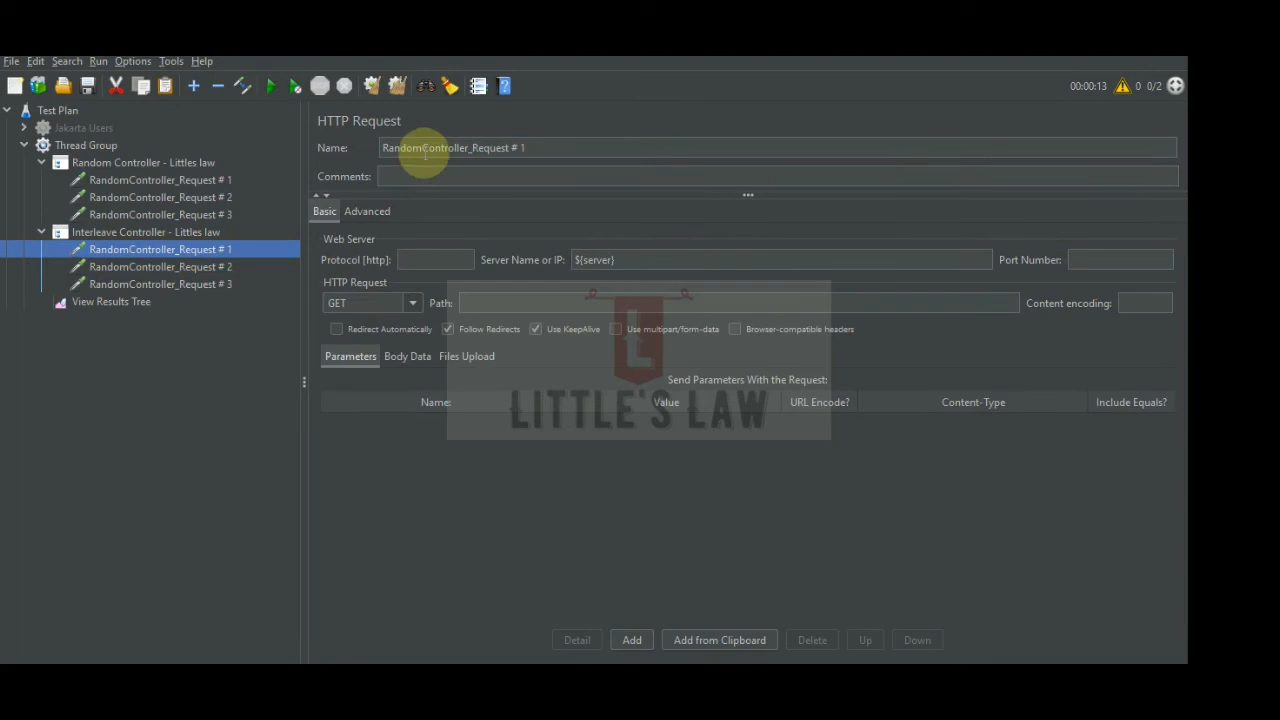 File Edit Search Run Options Tools Help
00:00:13 0 0/2
Test Plan
Jakarta Users
Thread Group
Random Controller - Littles law
RandomController_Request # 1
RandomController_Request # 2
RandomController_Request # 3
Interleave Controller - Littles law
RandomController_Request # 1
RandomController_Request # 2
RandomController_Request # 3
View Results Tree
HTTP Request
Name: RandomController_Request # 1
Comments:
Basic Advanced
Web Server
Protocol [http]: Server Name or IP: ${server} Port Number:
HTTP Request
GET Path: Content encoding:
Redirect Automatically Follow Redirects Use KeepAlive Use multipart/form-data Browser-compatible headers
Parameters Body Data Files Upload
Send Parameters With the Request:
Name: Value URL Encode? Content-Type Include Equals?
L
LITTLE'S LAW
Detail Add Add from Clipboard Delete Up Down